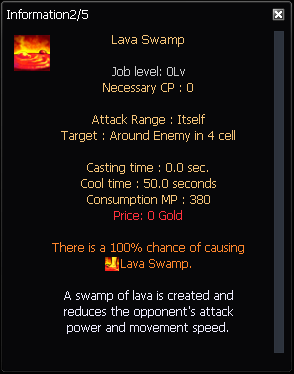 Information2/5
Lava Swamp
Job level: 0Lv
Necessary CP : 0
Attack Range : Itself
Target : Around Enemy in 4 cell
Casting time : 0.0 sec.
Cool time : 50.0 seconds
Consumption MP : 380
Price: 0 Gold
There is a 100% chance of causing
Lava Swamp.
A swamp of lava is created and
reduces the opponent's attack
power and movement speed.